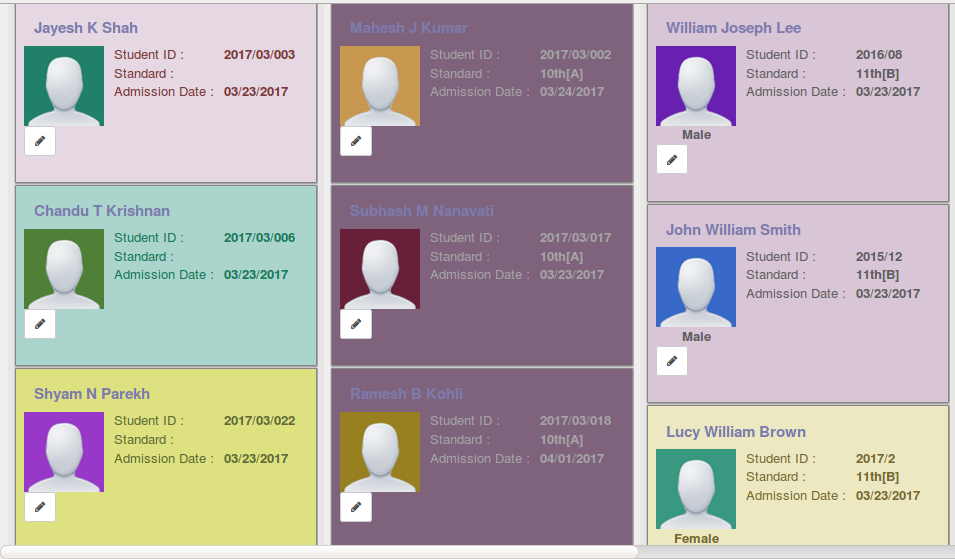 Jayesh K Shah
Student ID : 2017/03/003
Standard :
Admission Date : 03/23/2017
Chandu T Krishnan
Student ID : 2017/03/006
Standard :
Admission Date : 03/23/2017
Shyam N Parekh
Student ID : 2017/03/022
Standard :
Admission Date : 03/23/2017
Mahesh J Kumar
Student ID : 2017/03/002
Standard : 10th[A]
Admission Date : 03/24/2017
Subhash M Nanavati
Student ID : 2017/03/017
Standard : 10th[A]
Admission Date : 03/23/2017
Ramesh B Kohli
Student ID : 2017/03/018
Standard : 10th[A]
Admission Date : 04/01/2017
William Joseph Lee
Student ID : 2016/08
Standard : 11th[B]
Admission Date : 03/23/2017
Male
John William Smith
Student ID : 2015/12
Standard : 11th[B]
Admission Date : 03/23/2017
Male
Lucy William Brown
Student ID : 2017/2
Standard : 11th[B]
Admission Date : 03/23/2017
Female